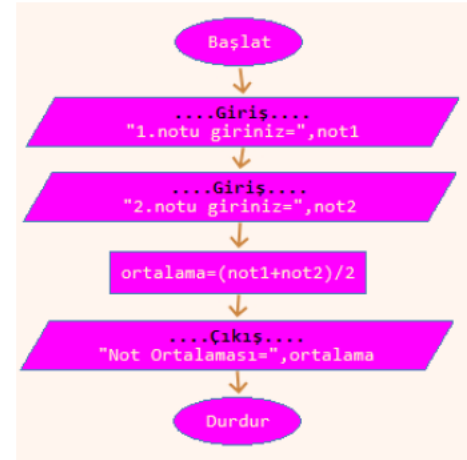 Başlat
....Giriş....
"1.notu giriniz=",not1
....Giriş....
"2.notu giriniz=",not2
ortalama=(not1+not2)/2
....Çıkış....
"Not Ortalaması=",ortalama
Durdur